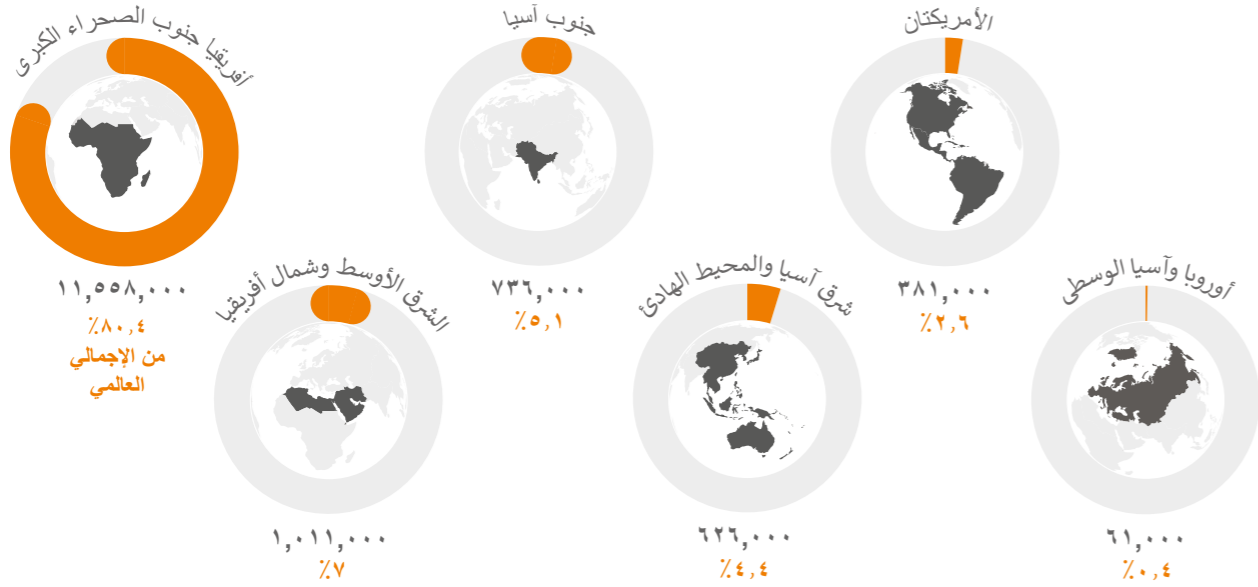 أفريقيا جنوب الصحراء الكبرى
١١,٥٥٨,٠٠٠
٪٨٠,٤
من الإجمالي
العالمي
الشرق الأوسط وشمال أفريقيا
١,٠١١,٠٠٠
٪٧
جنوب آسيا
٧٣٦,٠٠٠
٪٥,١
شرق آسيا والمحيط الهادئ
٦٢٦,٠٠٠
٪٤,٤
الأمريكتان
٣٨١,٠٠٠
٪٢,٦
أوروبا وآسيا الوسطى
٦١,٠٠٠
٪٠,٤